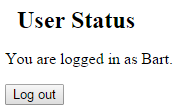 User Status
You are logged in as Bart.
Log out